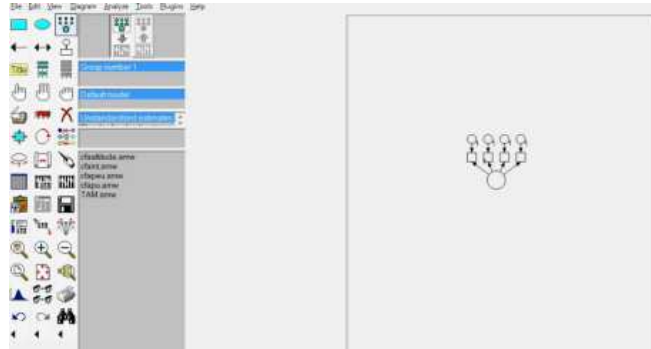 File Edit View Diagram Analyze Tools Plugins Help
Title
Group number 1
Default model
Unstandardized estimates
cfaattitude.amw
cfaint.amw
cfapeu.amw
cfapu.amw
TAM.amw